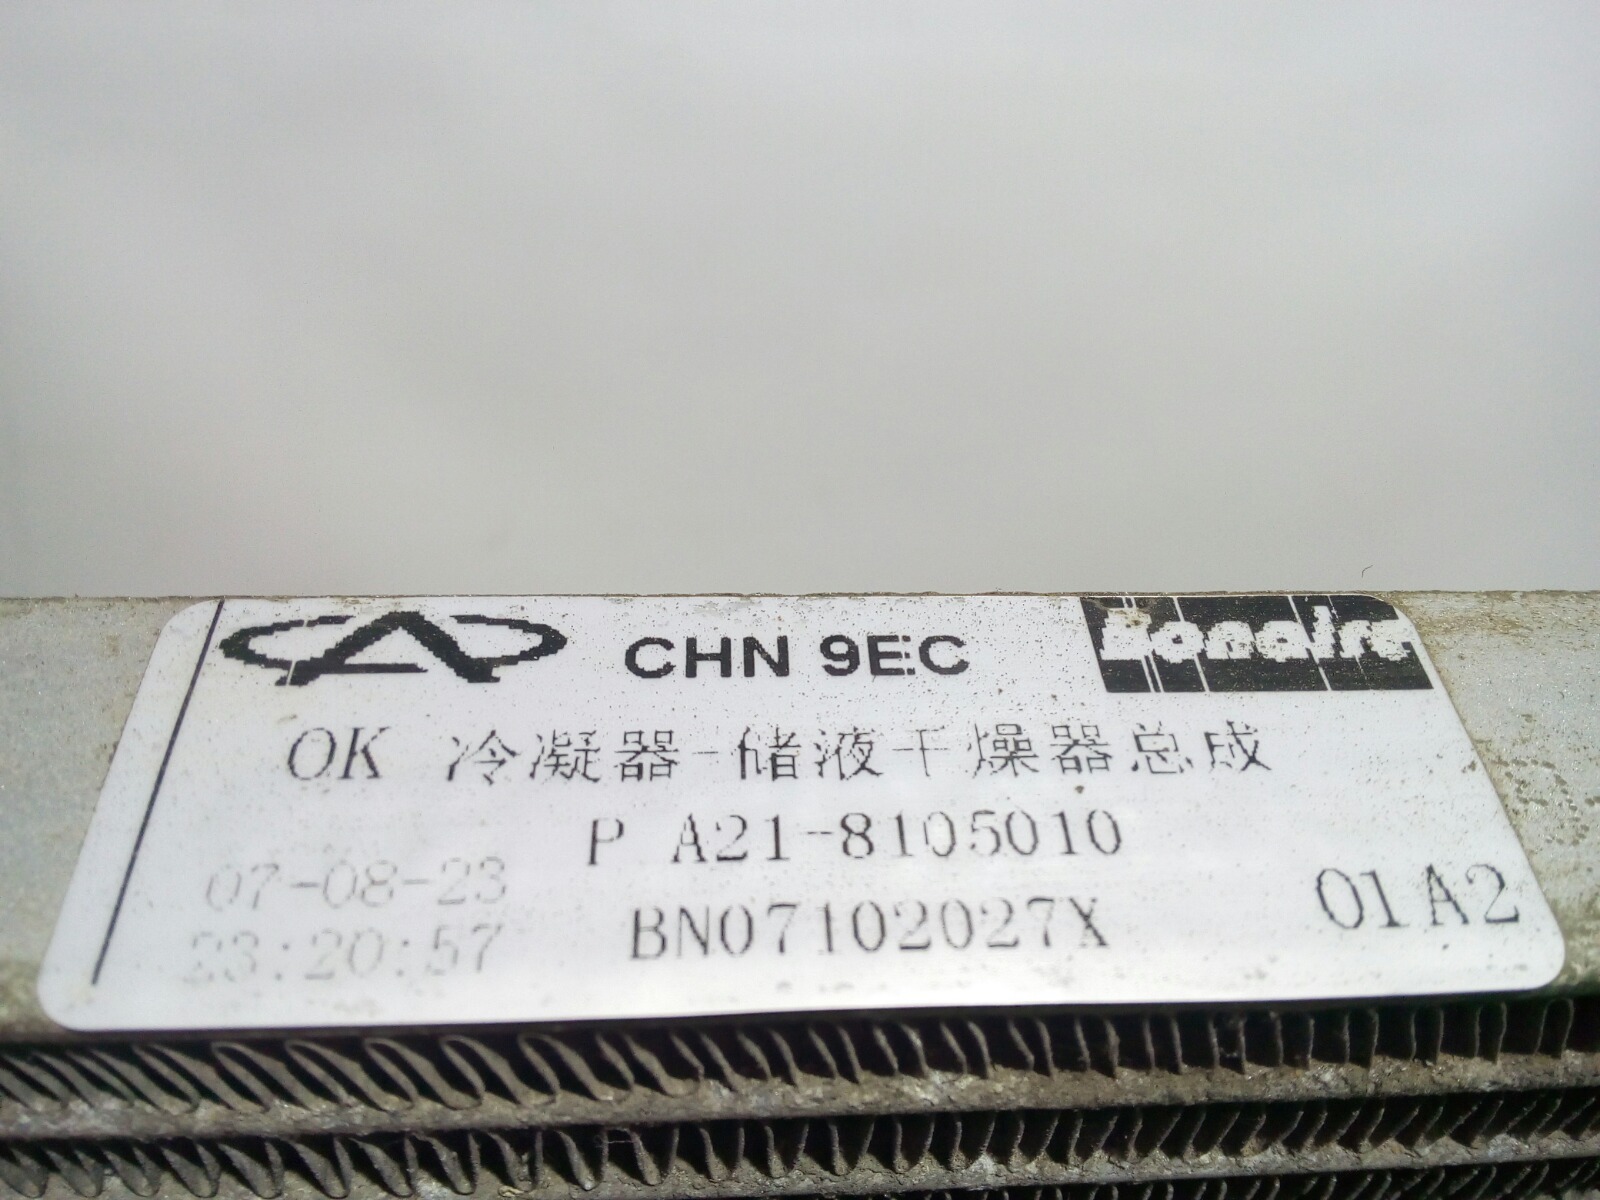 CHN 9EC bonaire
OK 冷凝器-储液干燥器总成
P A21-8105010
07-08-23
BN07102027X 01A2
23:20:57